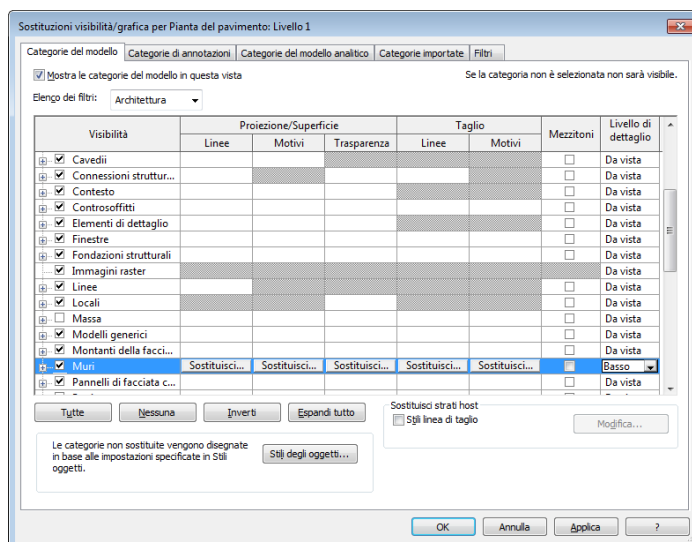 Sostituzioni visibilità/grafica per Pianta del pavimento: Livello 1
Categorie del modello Categorie di annotazioni Categorie del modello analitico Categorie importate Filtri
Mostra le categorie del modello in questa vista Se la categoria non è selezionata non sarà visibile.
Elenco dei filtri: Architettura
Visibilità Proiezione/Superficie Taglio Mezzitoni Livello di dettaglio
Linee Motivi Trasparenza Linee Motivi
Cavedii Da vista
Connessioni struttur... Da vista
Contesto Da vista
Controsoffitti Da vista
Elementi di dettaglio Da vista
Finestre Da vista
Fondazioni strutturali Da vista
Immagini raster Da vista
Linee Da vista
Locali Da vista
Massa Da vista
Modelli generici Da vista
Montanti della facci... Da vista
Muri Sostituisci... Sostituisci... Sostituisci... Sostituisci... Sostituisci... Basso
Pannelli di facciata c... Da vista
Tutte Nessuna Inverti Espandi tutto
Sostituisci strati host
Stili linea di taglio Modifica...
Le categorie non sostituite vengono disegnate
in base alle impostazioni specificate in Stili
oggetti.
Stili degli oggetti...
OK Annulla Applica ?